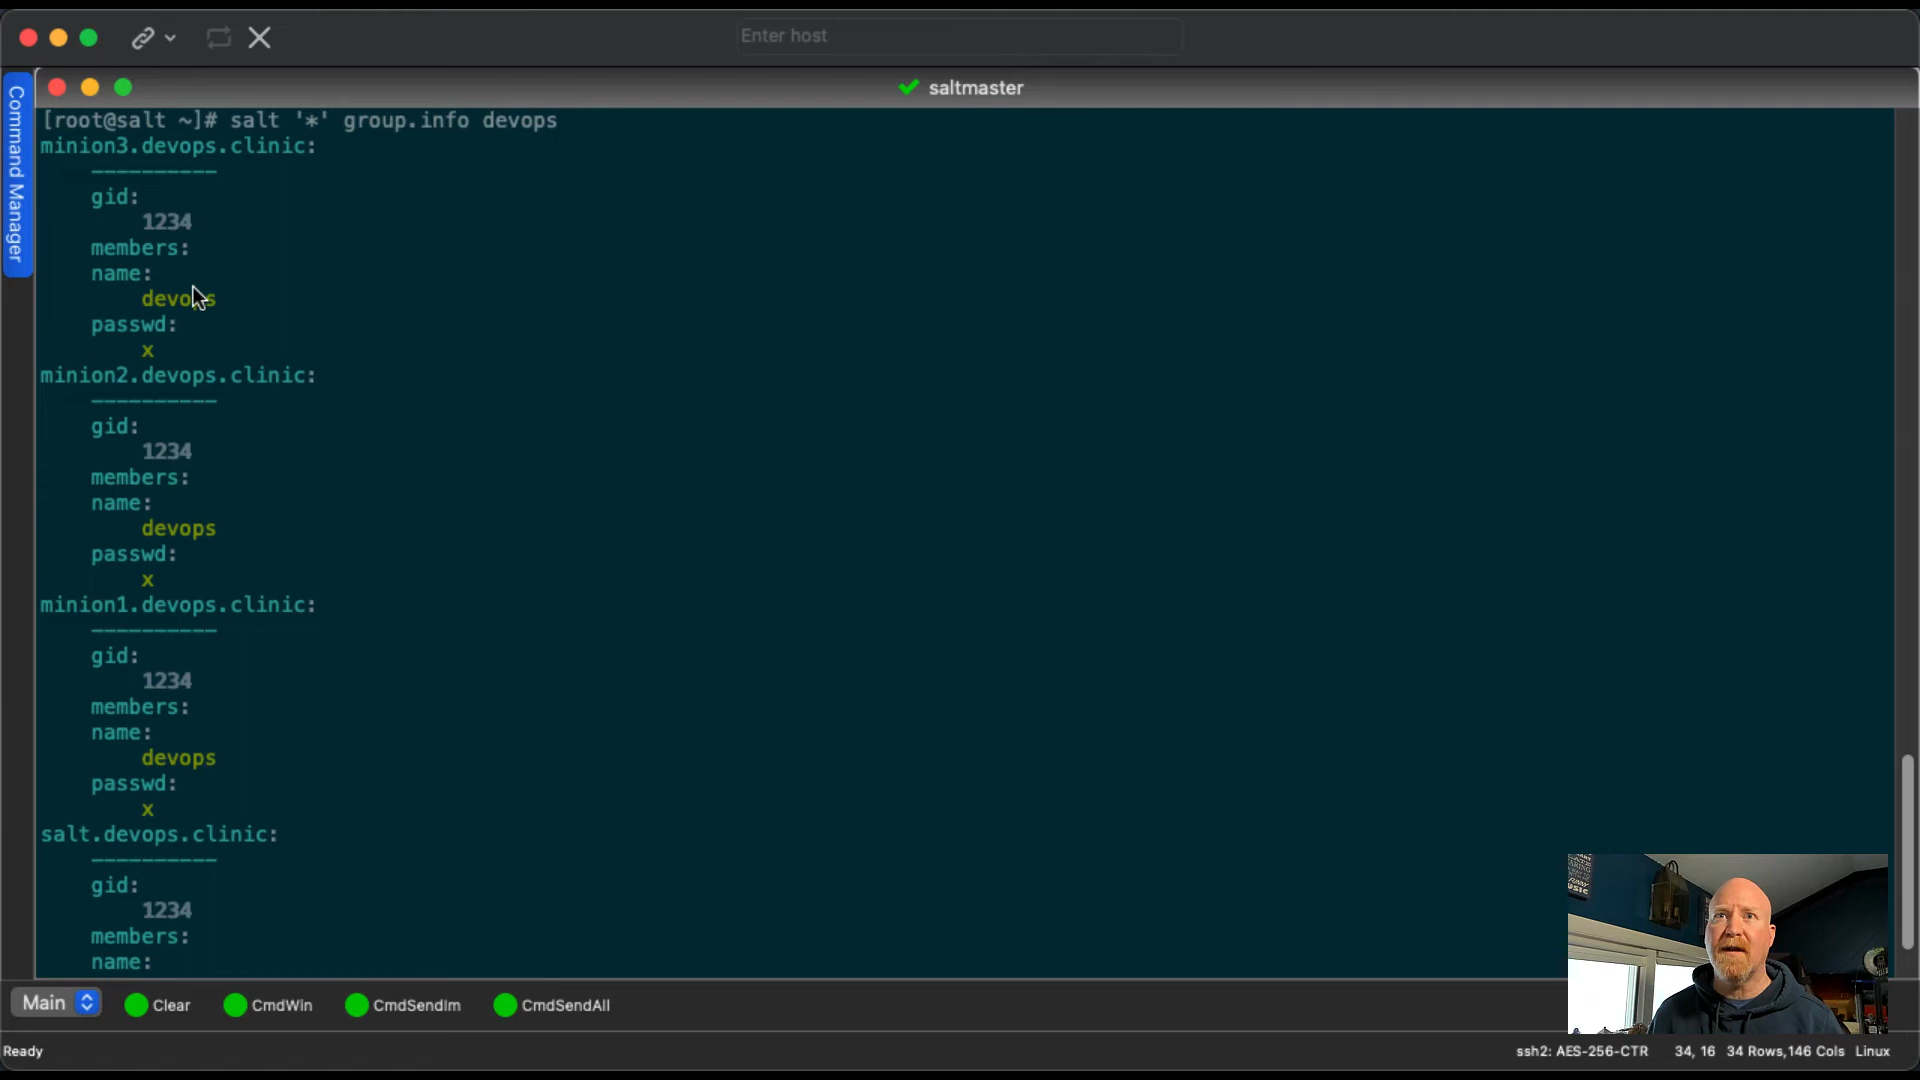 Enter host
Command Manager
saltmaster
[root@salt ~]# salt '*' group.info devops
minion3.devops.clinic:
----------
gid:
1234
members:
name:
devops
passwd:
x
minion2.devops.clinic:
----------
gid:
1234
members:
name:
devops
passwd:
x
minion1.devops.clinic:
----------
gid:
1234
members:
name:
devops
passwd:
x
salt.devops.clinic:
----------
gid:
1234
members:
name:
Main Clear CmdWin CmdSendIm CmdSendAll
Ready ssh2: AES-256-CTR 34, 16 34 Rows,146 Cols Linux